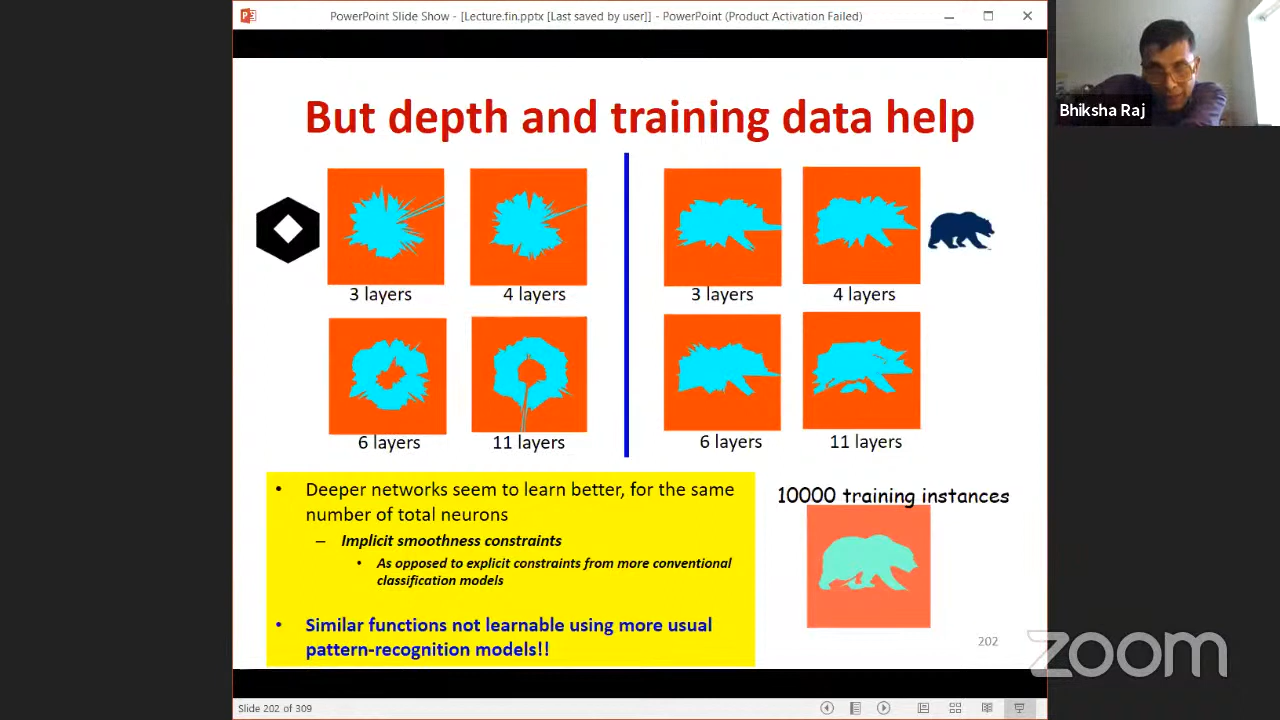 PowerPoint Slide Show - [Lecture.fin.pptx [Last saved by user]] - PowerPoint (Product Activation Failed)
Bhiksha Raj
But depth and training data help
3 layers
4 layers
6 layers
11 layers
3 layers
4 layers
6 layers
11 layers
• Deeper networks seem to learn better, for the same
number of total neurons
– Implicit smoothness constraints
• As opposed to explicit constraints from more conventional
classification models
• Similar functions not learnable using more usual
pattern-recognition models!!
10000 training instances
202
zoom
Slide 202 of 309